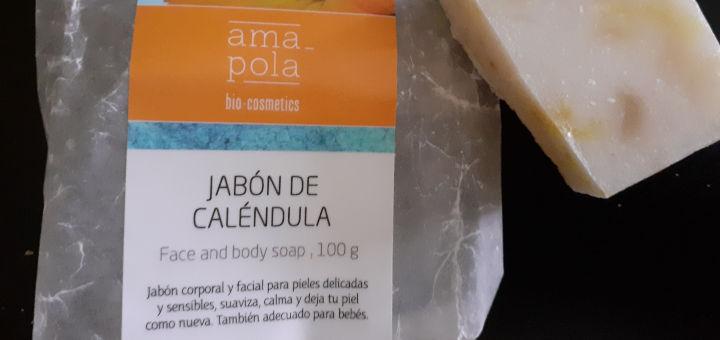 ama_
pola
bio·cosmetics
JABÓN DE
CALÉNDULA
Face and body soap , 100 g
Jabón corporal y facial para pieles delicadas
y sensibles, suaviza, calma y deja tu piel
como nueva. También adecuado para bebés.